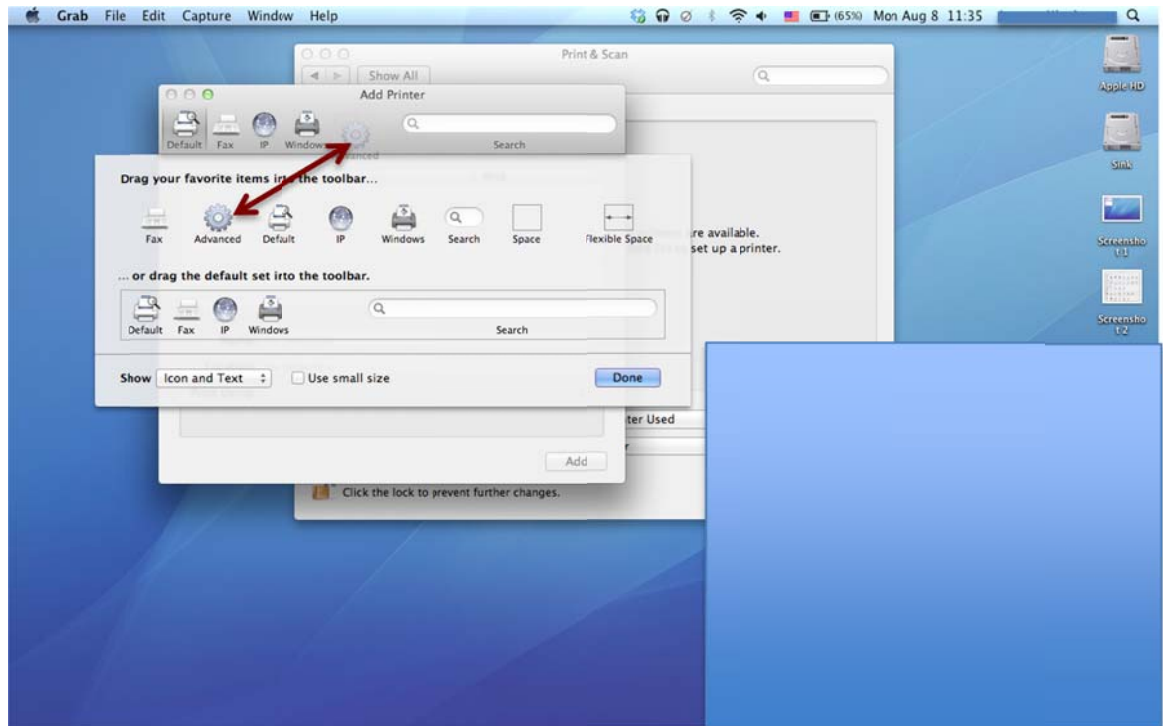 Grab File Edit Capture Window Help (65%) Mon Aug 8 11:35
Print & Scan
Show All
Add Printer
Default Fax IP Windows Search
Drag your favorite items into the toolbar...
Fax Advanced Default IP Windows Search Space Flexible Space
... or drag the default set into the toolbar.
Default Fax IP Windows Search
Show Icon and Text Use small size Done
re available.
set up a printer.
ter Used
r
Add
Click the lock to prevent further changes.
Apple HD
Sink
Screensho
t 1
Screensho
t 2